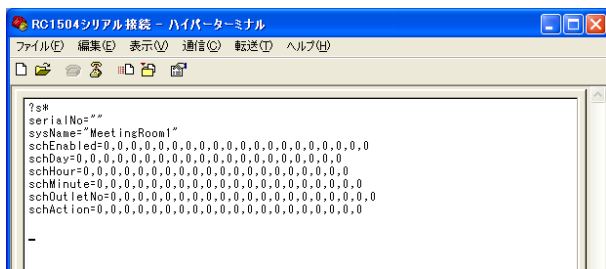 RC1504シリアル接続 - ハイパーターミナル
ファイル(F) 編集(E) 表示(V) 通信(C) 転送(T) ヘルプ(H)
?s*
serialNo=""
sysName="MeetingRoom1"
schEnabled=0,0,0,0,0,0,0,0,0,0,0,0,0,0,0,0,0,0,0,0
schDay=0,0,0,0,0,0,0,0,0,0,0,0,0,0,0,0,0,0,0,0
schHour=0,0,0,0,0,0,0,0,0,0,0,0,0,0,0,0,0,0,0,0
schMinute=0,0,0,0,0,0,0,0,0,0,0,0,0,0,0,0,0,0,0,0
schOutletNo=0,0,0,0,0,0,0,0,0,0,0,0,0,0,0,0,0,0,0,0
schAction=0,0,0,0,0,0,0,0,0,0,0,0,0,0,0,0,0,0,0,0